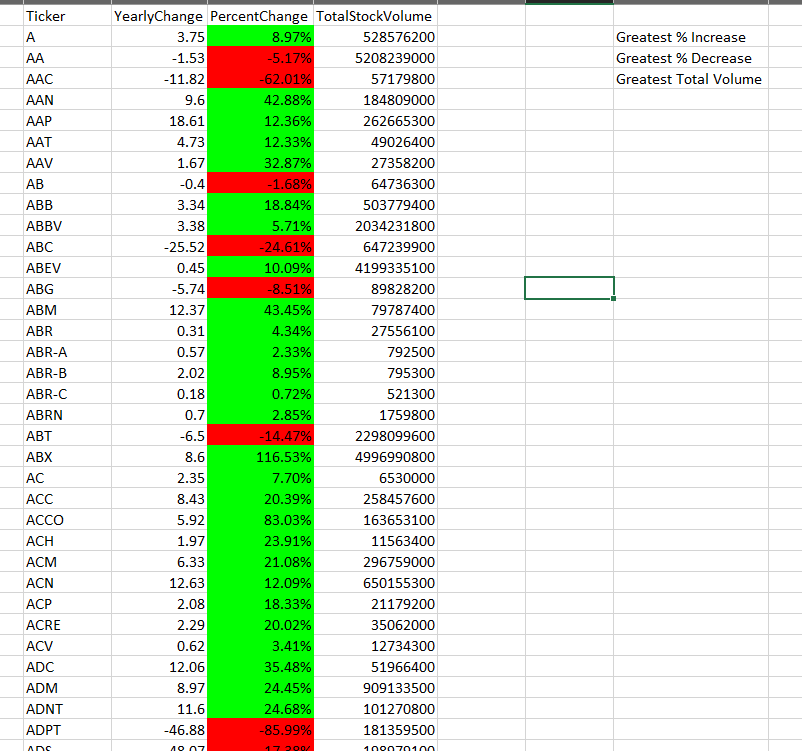 Ticker YearlyChange PercentChange TotalStockVolume
A 3.75 8.97% 528576200 Greatest % Increase
AA -1.53 -5.17% 5208239000 Greatest % Decrease
AAC -11.82 -62.01% 57179800 Greatest Total Volume
AAN 9.6 42.88% 184809000
AAP 18.61 12.36% 262665300
AAT 4.73 12.33% 49026400
AAV 1.67 32.87% 27358200
AB -0.4 -1.68% 64736300
ABB 3.34 18.84% 503779400
ABBV 3.38 5.71% 2034231800
ABC -25.52 -24.61% 647239900
ABEV 0.45 10.09% 4199335100
ABG -5.74 -8.51% 89828200
ABM 12.37 43.45% 79787400
ABR 0.31 4.34% 27556100
ABR-A 0.57 2.33% 792500
ABR-B 2.02 8.95% 795300
ABR-C 0.18 0.72% 521300
ABRN 0.7 2.85% 1759800
ABT -6.5 -14.47% 2298099600
ABX 8.6 116.53% 4996990800
AC 2.35 7.70% 6530000
ACC 8.43 20.39% 258457600
ACCO 5.92 83.03% 163653100
ACH 1.97 23.91% 11563400
ACM 6.33 21.08% 296759000
ACN 12.63 12.09% 650155300
ACP 2.08 18.33% 21179200
ACRE 2.29 20.02% 35062000
ACV 0.62 3.41% 12734300
ADC 12.06 35.48% 51966400
ADM 8.97 24.45% 909133500
ADNT 11.6 24.68% 101270800
ADPT -46.88 -85.99% 181359500